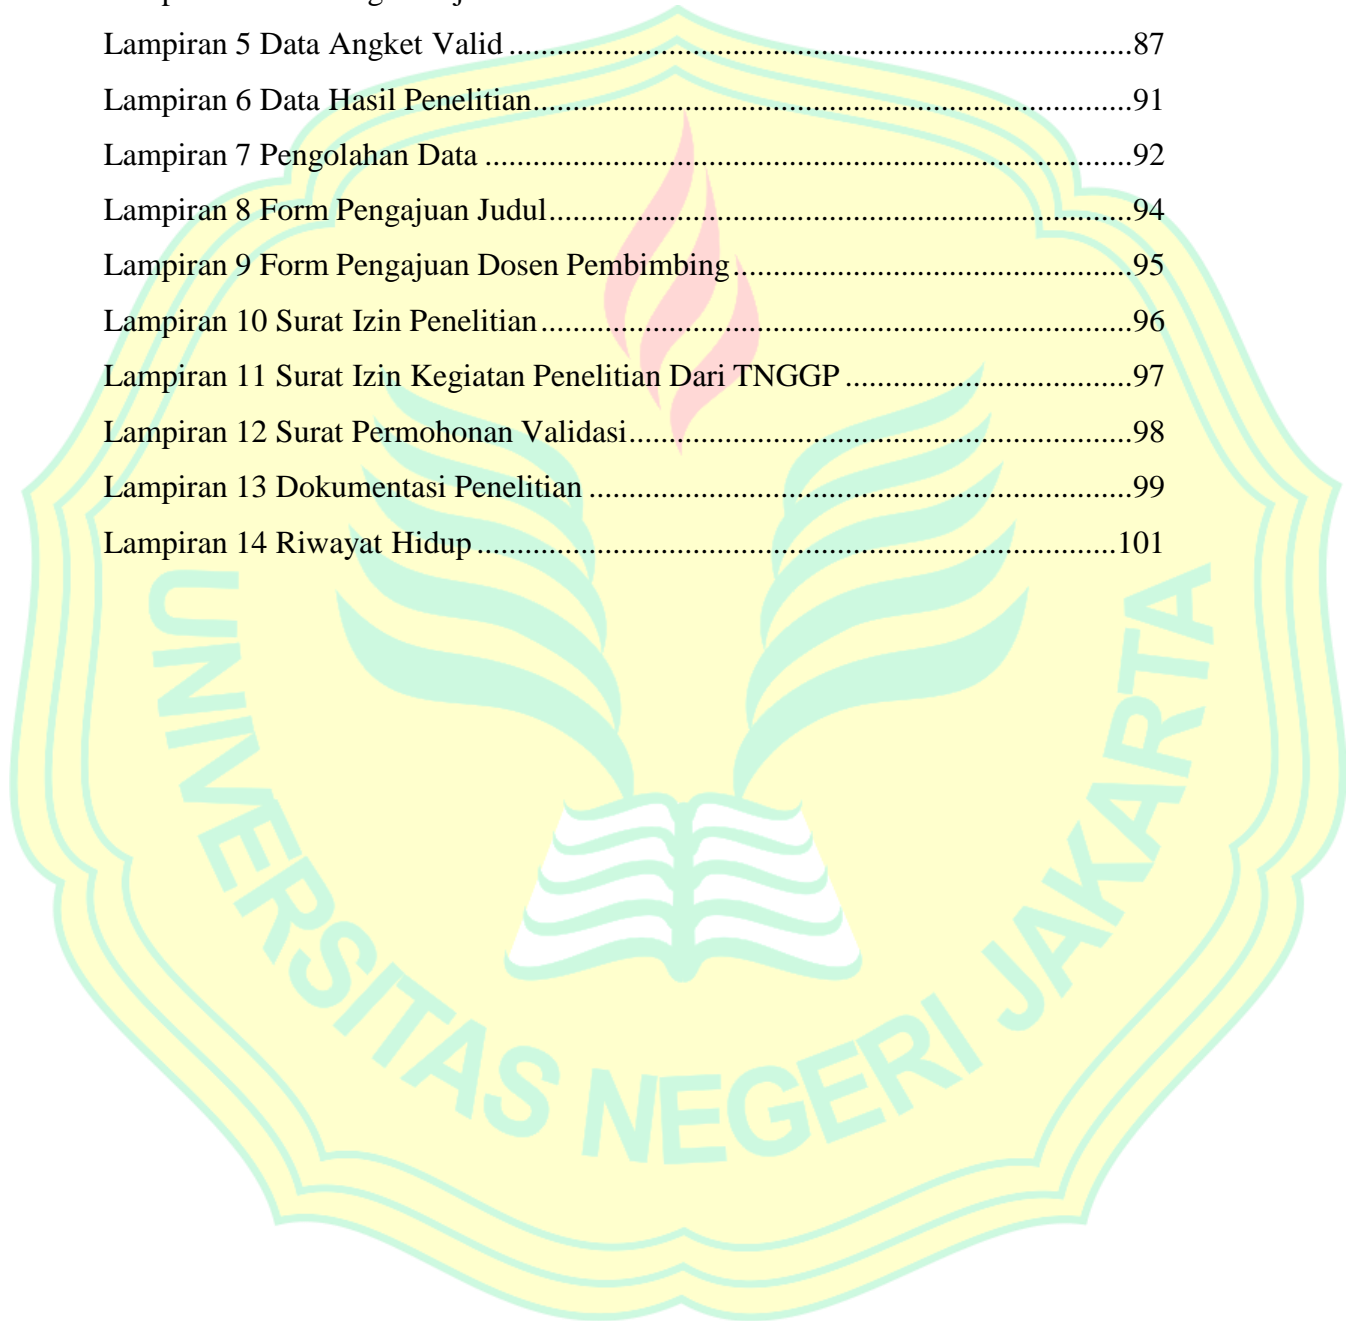 Lampiran 5 Data Angket Valid ..............................................................................87
Lampiran 6 Data Hasil Penelitian...........................................................................91
Lampiran 7 Pengolahan Data .................................................................................92
Lampiran 8 Form Pengajuan Judul.........................................................................94
Lampiran 9 Form Pengajuan Dosen Pembimbing..................................................95
Lampiran 10 Surat Izin Penelitian..........................................................................96
Lampiran 11 Surat Izin Kegiatan Penelitian Dari TNGGP ....................................97
Lampiran 12 Surat Permohonan Validasi...............................................................98
Lampiran 13 Dokumentasi Penelitian ....................................................................99
Lampiran 14 Riwayat Hidup................................................................................101
UNIVERSITAS NEGERI JAKARTA